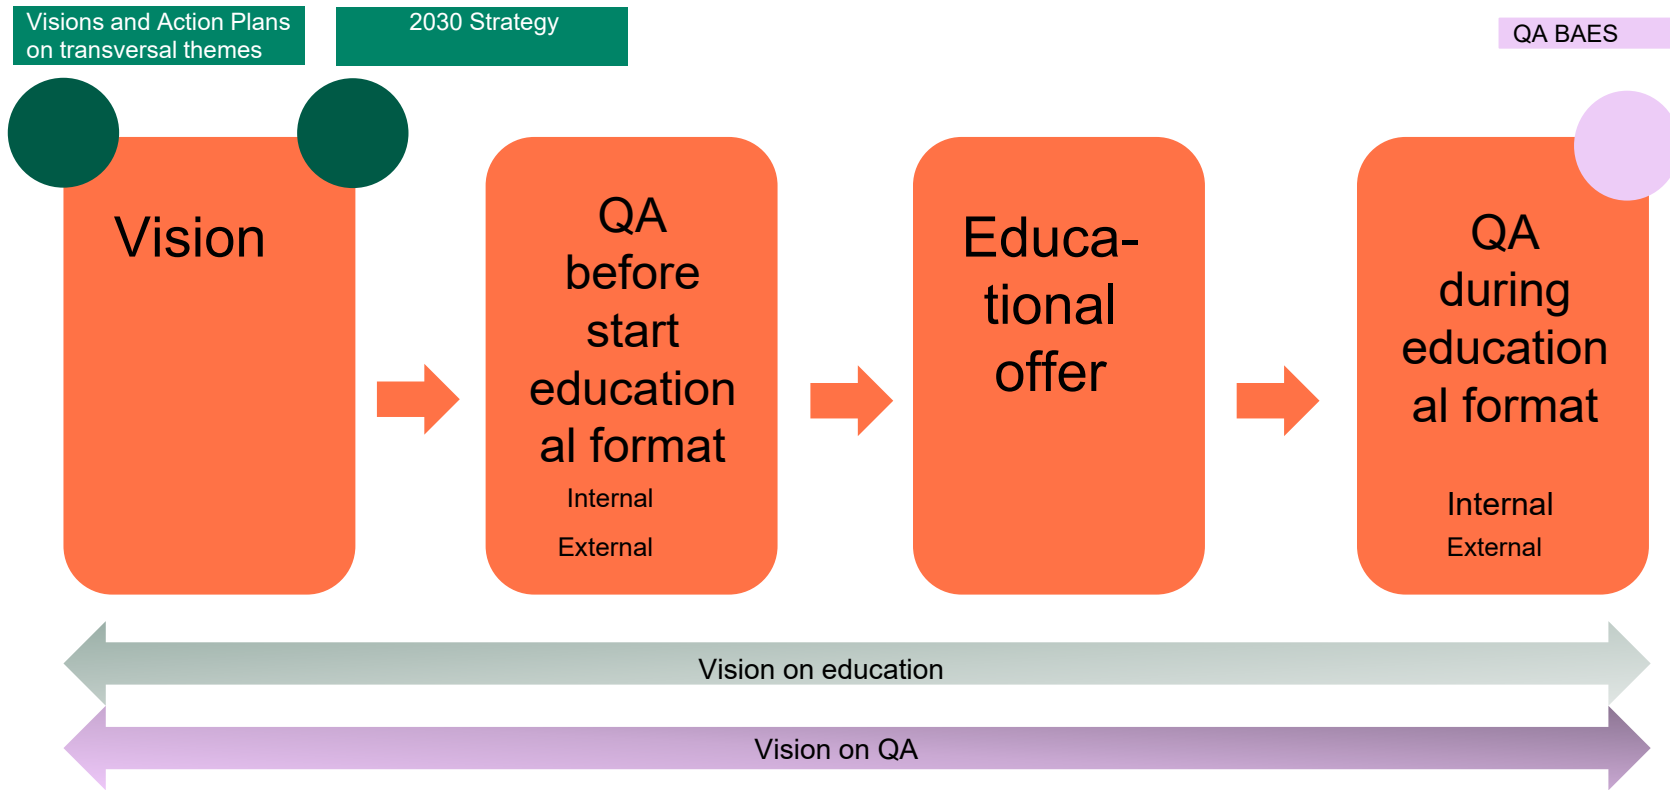 Visions and Action Plans
on transversal themes
2030 Strategy
QA BAES
Vision
QA
before
start
education
al format
Internal
External
Educa-
tional
offer
QA
during
education
al format
Internal
External
Vision on education
Vision on QA